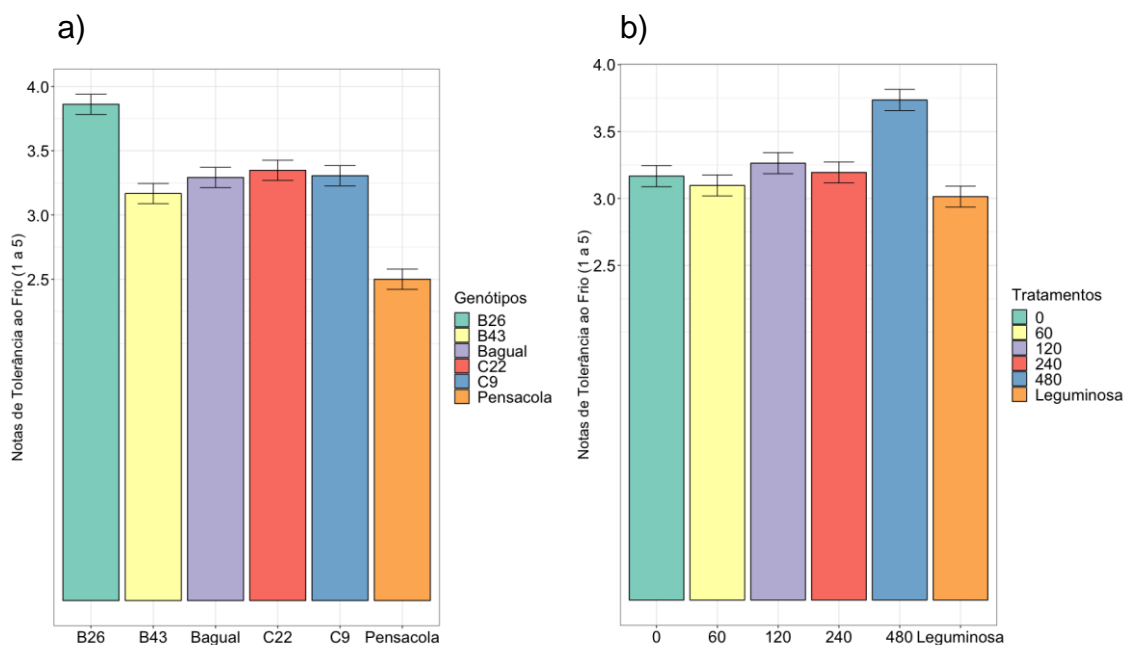 a)
4.0
3.5
3.0
2.5
Notas de Tolerância ao Frio (1 a 5)
B26
B43
Bagual
C22
C9
Pensacola
Genótipos
B26
B43
Bagual
C22
C9
Pensacola
b)
4.0
3.5
3.0
2.5
Notas de Tolerância ao Frio (1 a 5)
0
60
120
240
480
Leguminosa
Tratamentos
0
60
120
240
480
Leguminosa